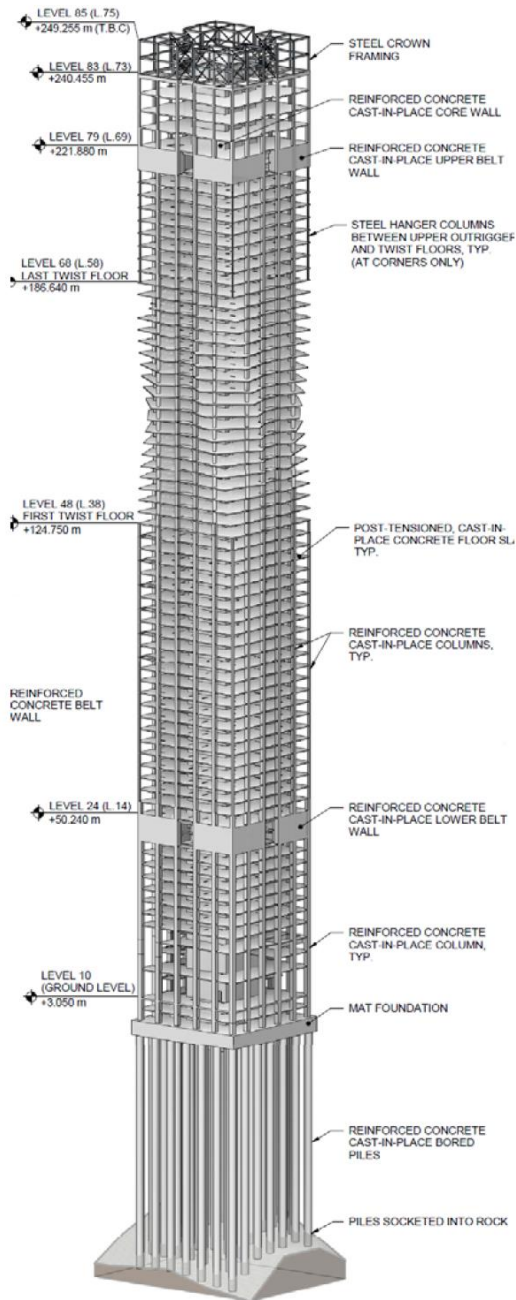 LEVEL 85 (L.75)
+249.255 m (T.B.C)
LEVEL 83 (L.73)
+240.455 m
LEVEL 79 (L.69)
+221.880 m
LEVEL 68 (L.58)
LAST TWIST FLOOR
+186.640 m
LEVEL 48 (L.38)
FIRST TWIST FLOOR
+124.750 m
REINFORCED
CONCRETE BELT
WALL
LEVEL 24 (L.14)
+50.240 m
LEVEL 10
(GROUND LEVEL)
+3.050 m
STEEL CROWN
FRAMING
REINFORCED CONCRETE
CAST-IN-PLACE CORE WALL
REINFORCED CONCRETE
CAST-IN-PLACE UPPER BELT
WALL
STEEL HANGER COLUMNS
BETWEEN UPPER OUTRIGGER
AND TWIST FLOORS, TYP.
(AT CORNERS ONLY)
POST-TENSIONED, CAST-IN-
PLACE CONCRETE FLOOR
TYP.
REINFORCED CONCRETE
CAST-IN-PLACE COLUMNS,
TYP.
REINFORCED CONCRETE
CAST-IN-PLACE LOWER BELT
WALL
REINFORCED CONCRETE
CAST-IN-PLACE COLUMN,
TYP.
MAT FOUNDATION
REINFORCED CONCRETE
CAST-IN-PLACE BORED
PILES
PILES SOCKETED INTO ROCK